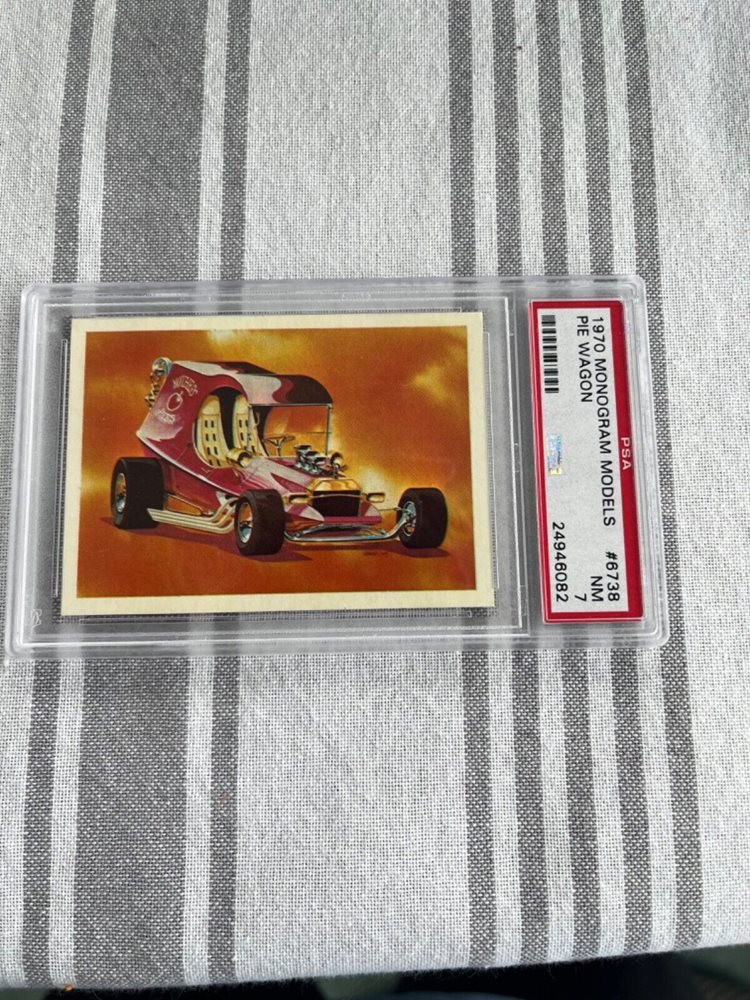 1970 MONOGRAM MODELS #6738
PIE WAGON NM
7
24946082
PSA